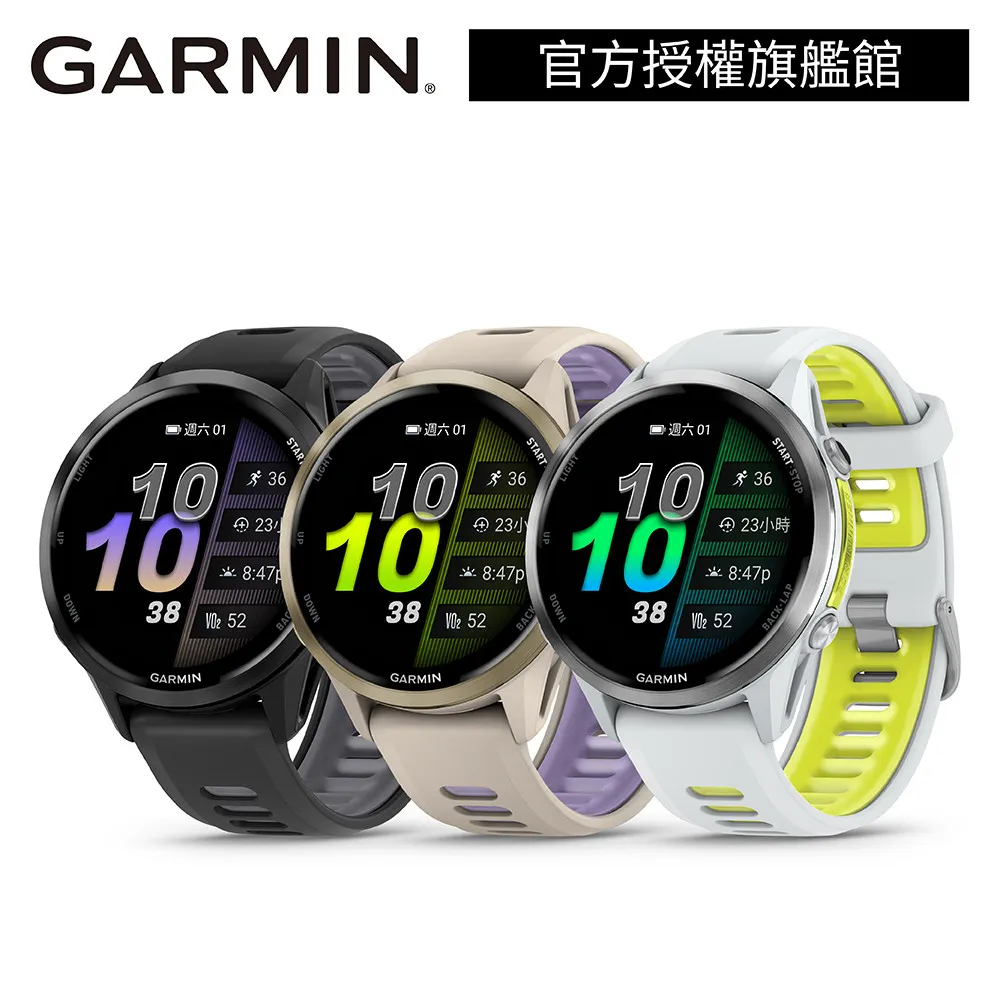 GARMIN®
官方授權旗艦館
LIGHT
UP
DOWN
週六 01
10
10
38
36
23小
8:47p
VO₂ 52
START
BAC
GARMIN
LIGHT
UP
DOWN
週六 01
10
10
38
36
23小
8:47p
VO₂ 52
START
BAC
GARMIN
LIGHT
UP
DOWN
週六 01
10
10
38
36
23小時
8:47p
VO₂ 52
START STOP
BACK·LAP
GARMIN